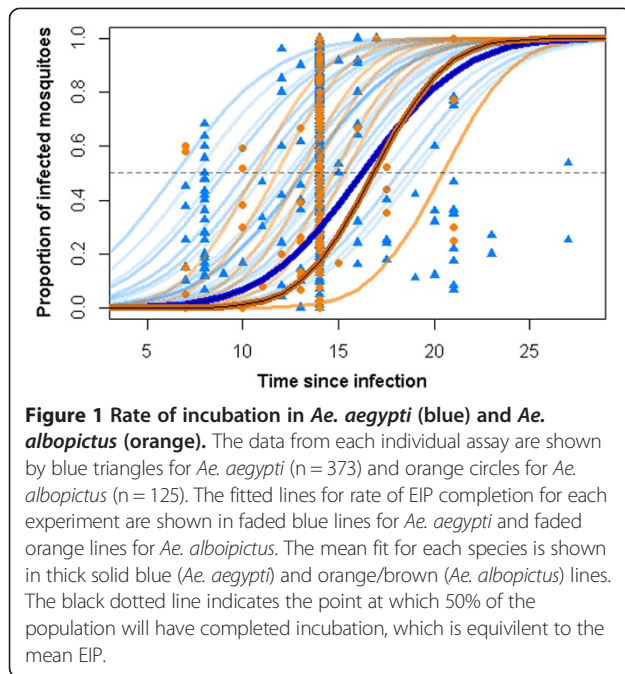 Proportion of infected mosquitoes
1.0
0.8
0.6
0.4
0.2
0.0
5 10 15 20 25
Time since infection
Figure 1 Rate of incubation in Ae. aegypti (blue) and Ae.
albopictus (orange). The data from each individual assay are shown
by blue triangles for Ae. aegypti (n = 373) and orange circles for Ae.
albopictus (n = 125). The fitted lines for rate of EIP completion for each
experiment are shown in faded blue lines for Ae. aegypti and faded
orange lines for Ae. alboipictus. The mean fit for each species is shown
in thick solid blue (Ae. aegypti) and orange/brown (Ae. albopictus) lines.
The black dotted line indicates the point at which 50% of the
population will have completed incubation, which is equivilent to the
mean EIP.